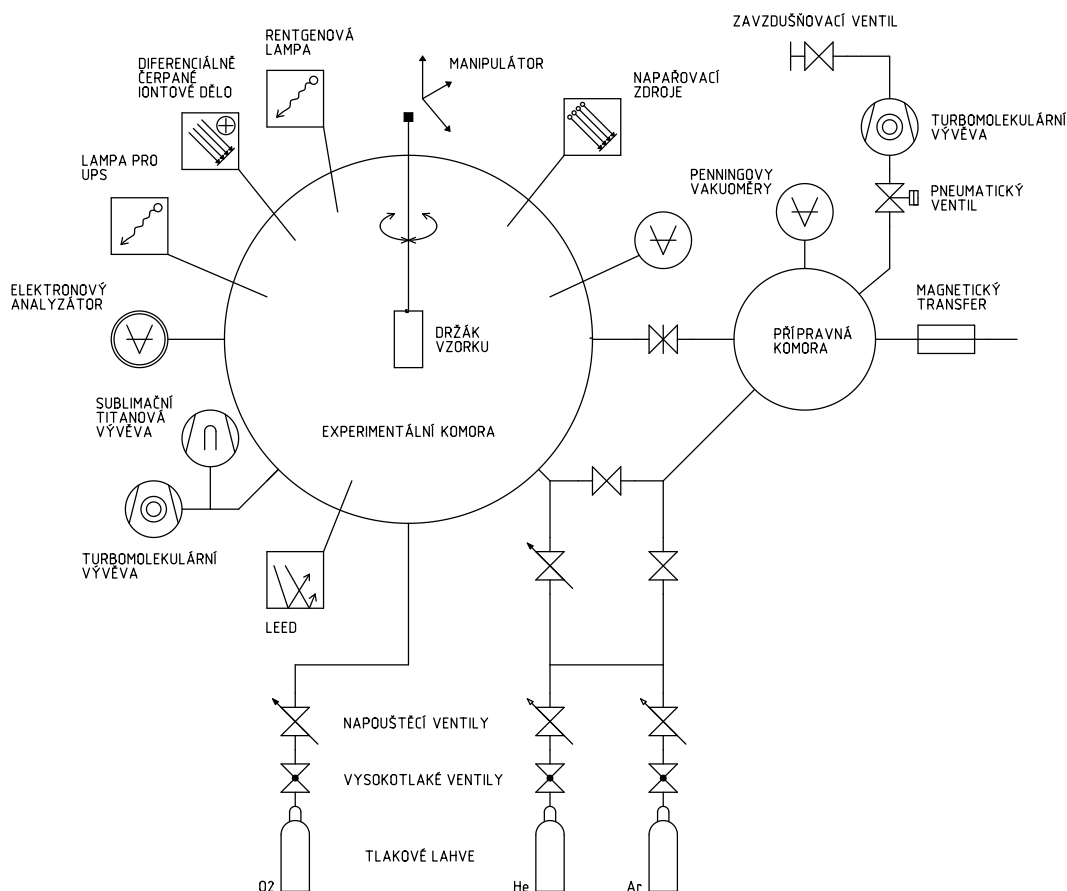 ZAVZDUŠŇOVACÍ VENTIL
RENTGENOVÁ
LAMPA
DIFERENCIÁLNĚ
ČERPANÉ
IONTOVÉ DĚLO
MANIPULÁTOR
NAPAŘOVACÍ
ZDROJE
TURBOMOLEKULÁRNÍ
VÝVĚVA
LAMPA PRO
UPS
PENNINGOVY
VAKUOMĚRY
PNEUMATICKÝ
VENTIL
ELEKTRONOVÝ
ANALYZÁTOR
DRŽÁK
VZORKU
PŘÍPRAVNÁ
KOMORA
MAGNETICKÝ
TRANSFER
SUBLIMAČNÍ
TITANOVÁ
VÝVĚVA
EXPERIMENTÁLNÍ KOMORA
TURBOMOLEKULÁRNÍ
VÝVĚVA
LEED
NAPOUŠTĚCÍ VENTILY
VYSOKOTLAKÉ VENTILY
TLAKOVÉ LAHVE
O2
He
Ar